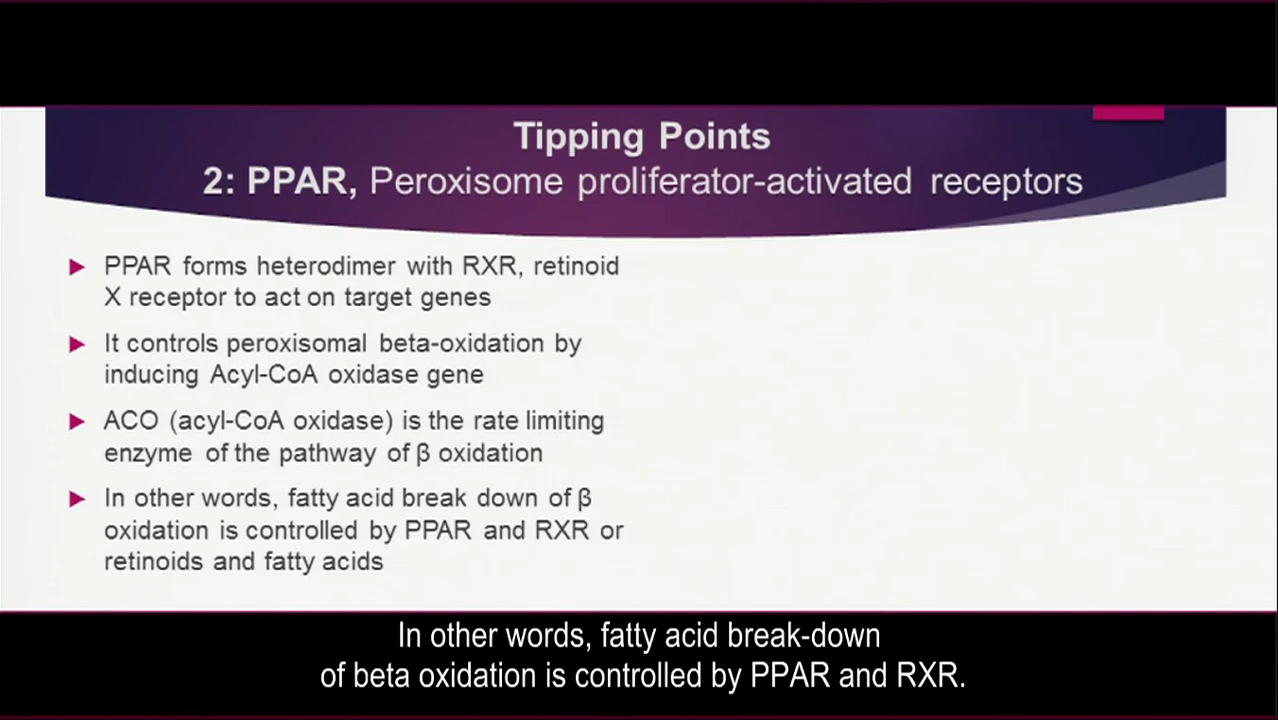 Tipping Points
2: PPAR, Peroxisome proliferator-activated receptors
PPAR forms heterodimer with RXR, retinoid
X receptor to act on target genes
It controls peroxisomal beta-oxidation by
inducing Acyl-CoA oxidase gene
ACO (acyl-CoA oxidase) is the rate limiting
enzyme of the pathway of β oxidation
In other words, fatty acid break down of β
oxidation is controlled by PPAR and RXR or
retinoids and fatty acids
In other words, fatty acid break-down
of beta oxidation is controlled by PPAR and RXR.